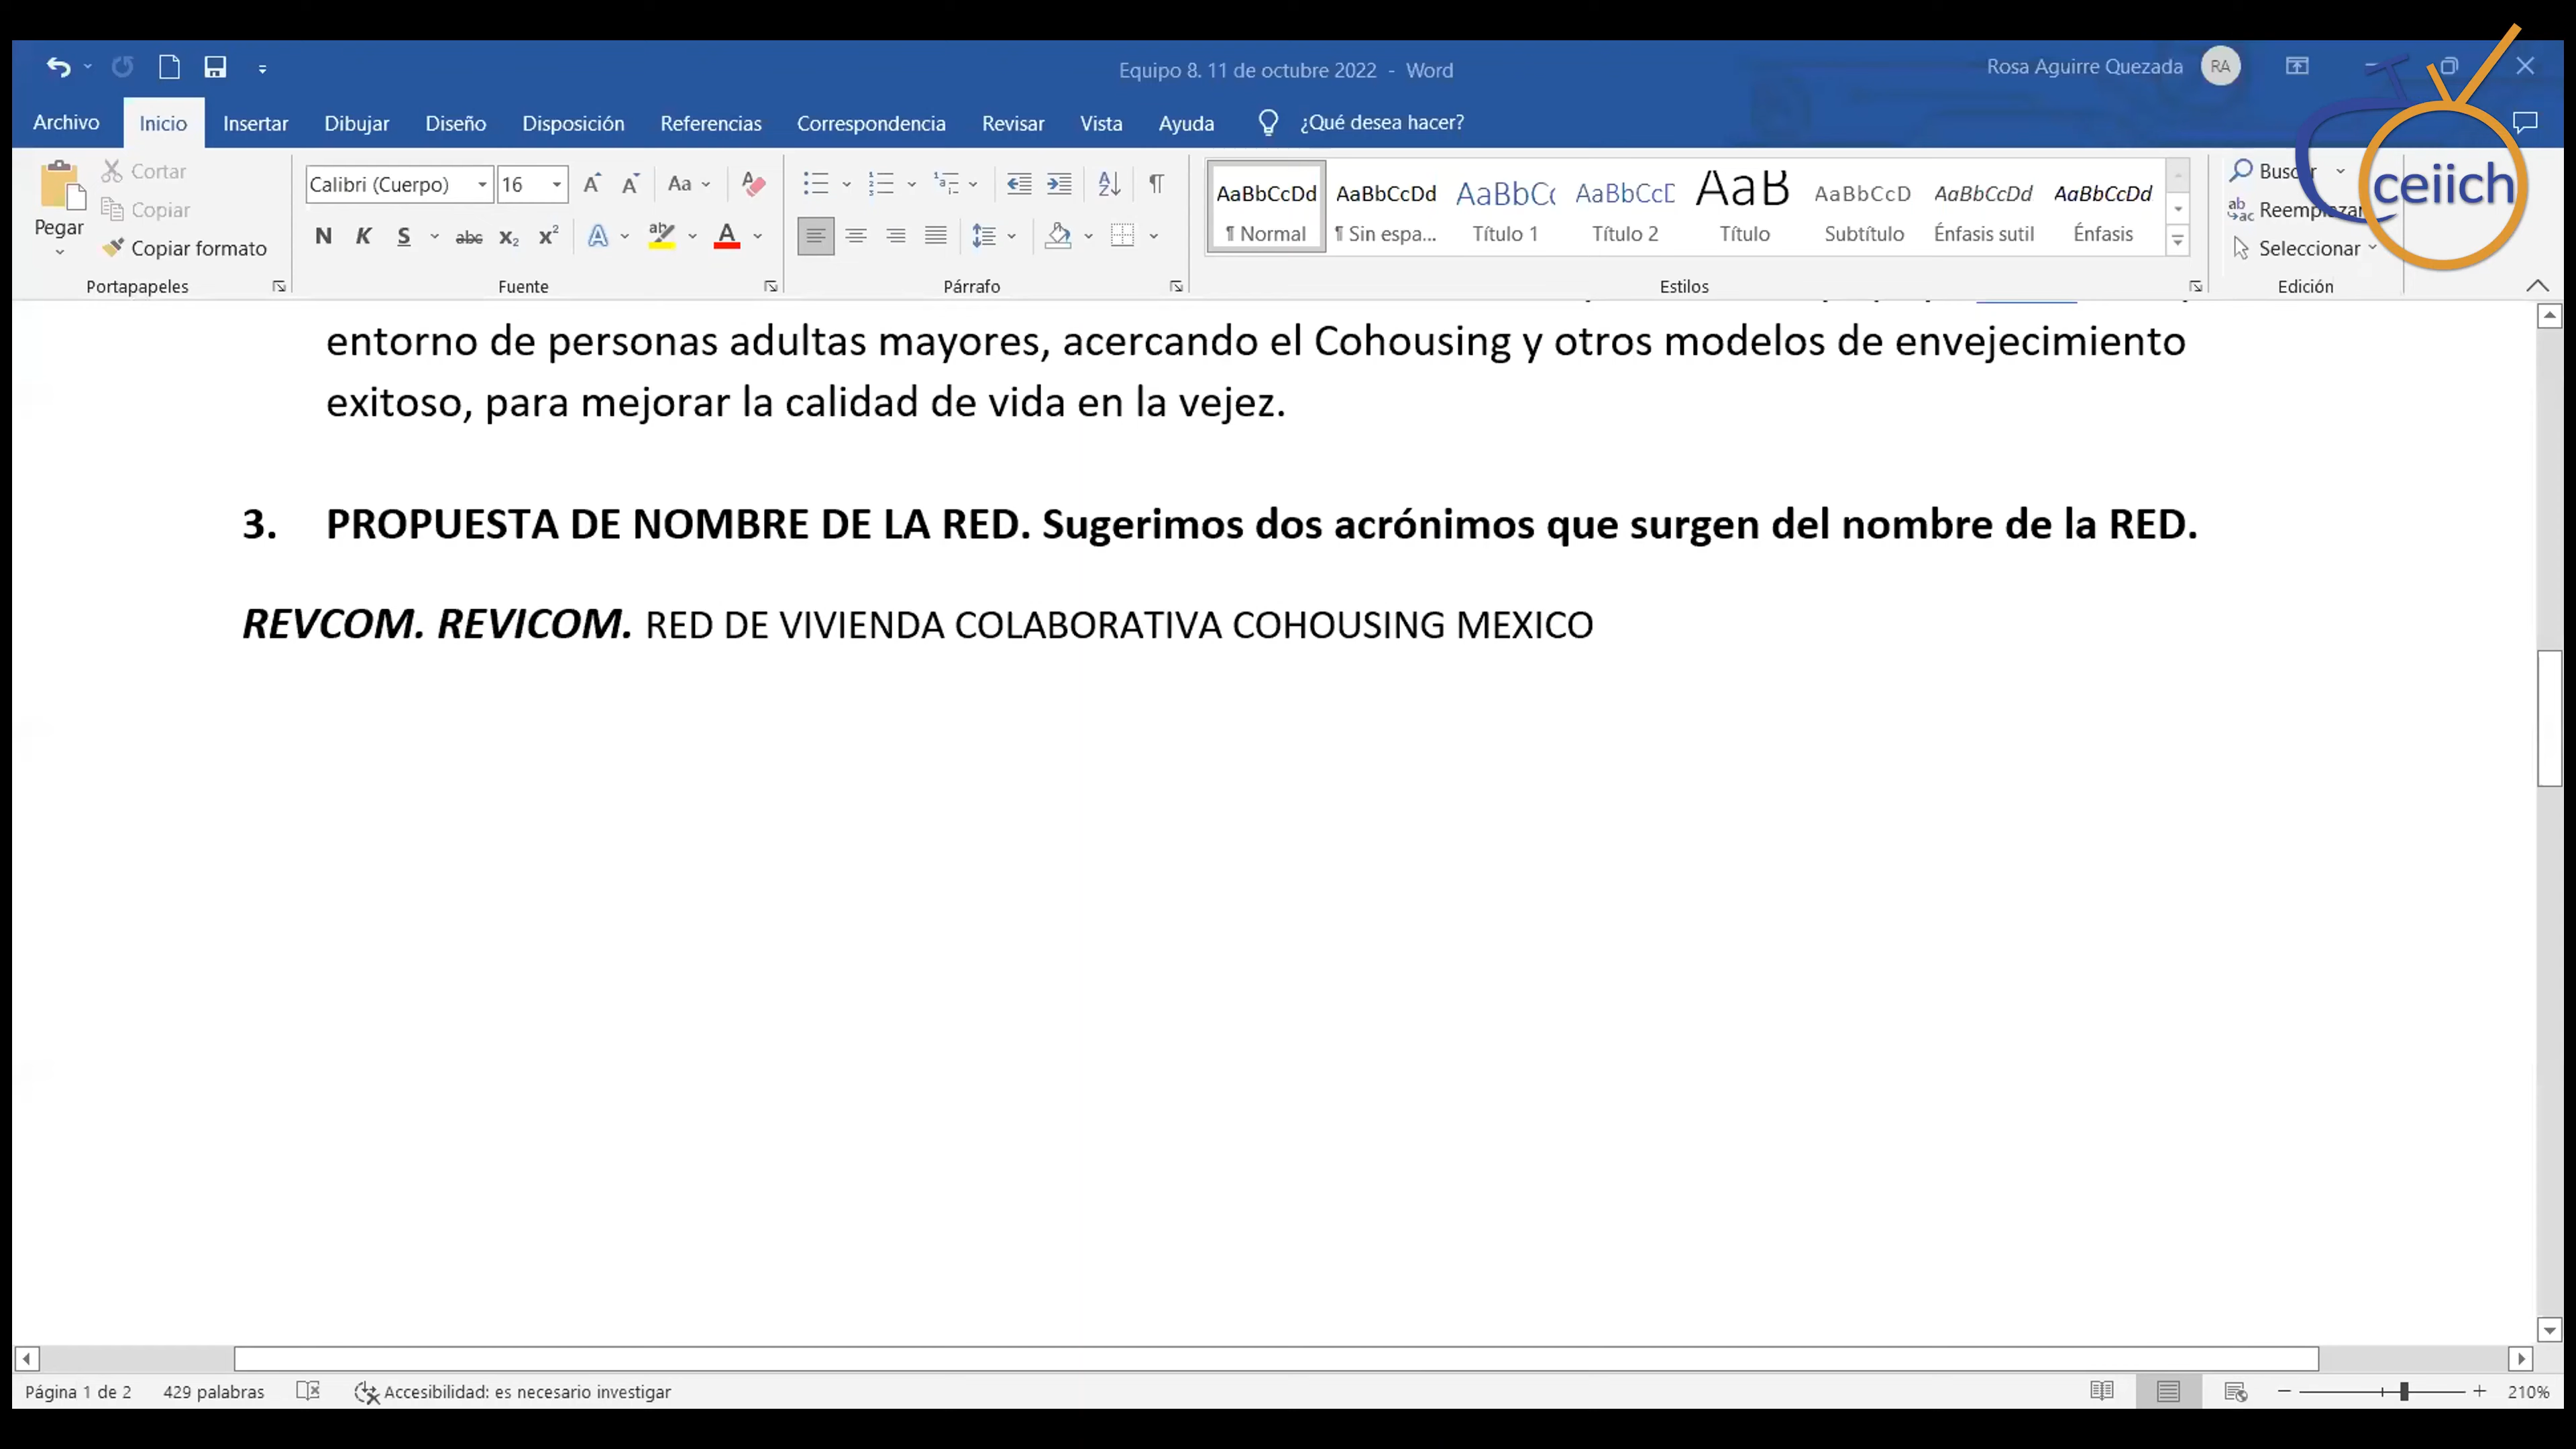 Equipo 8. 11 de octubre 2022 - Word
Rosa Aguirre Quezada RA
Archivo Inicio Insertar Dibujar Diseño Disposición Referencias Correspondencia Revisar Vista Ayuda ¿Qué desea hacer?
Pegar
Cortar
Copiar
Copiar formato
Portapapeles
Calibri (Cuerpo) 16
Fuente
Párrafo
AaBbCcDd AaBbCcDd AaBbC AaBbCcD AaB AaBbCcD AaBbCcDd AaBbCcDd
¶ Normal ¶ Sin espa... Título 1 Título 2 Título Subtítulo Énfasis sutil Énfasis
Estilos
Buscar
Reemplazar
Seleccionar
Edición
ceiich
entorno de personas adultas mayores, acercando el Cohousing y otros modelos de envejecimiento
exitoso, para mejorar la calidad de vida en la vejez.
3. PROPUESTA DE NOMBRE DE LA RED. Sugerimos dos acrónimos que surgen del nombre de la RED.
REVCOM. REVICOM. RED DE VIVIENDA COLABORATIVA COHOUSING MEXICO
Página 1 de 2 429 palabras Accesibilidad: es necesario investigar 210%